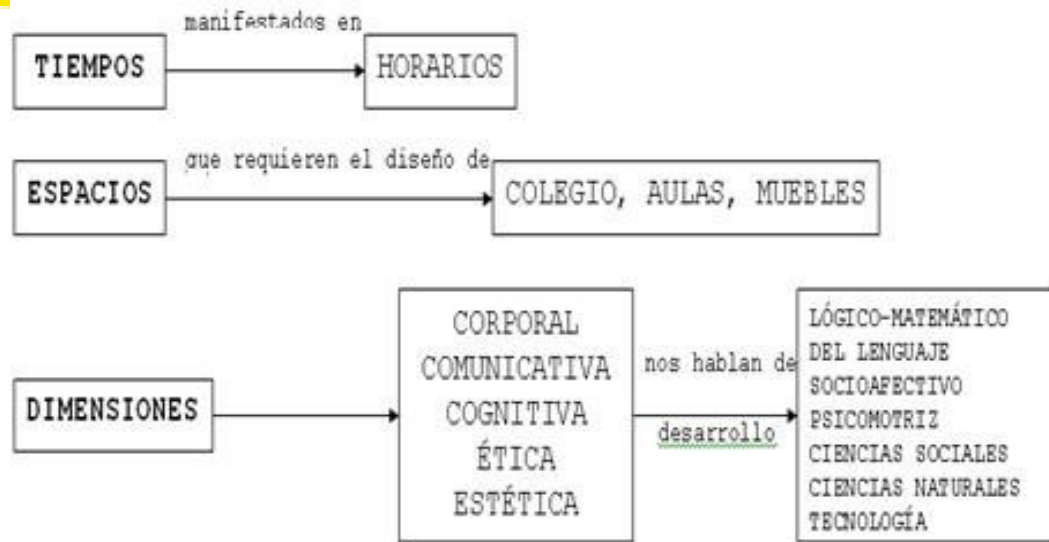 manifestados en
TIEMPOS
HORARIOS
que requieren el diseño de
ESPACIOS
COLEGIO, AULAS, MUEBLES
DIMENSIONES
CORPORAL
COMUNICATIVA
COGNITIVA
ÉTICA
ESTÉTICA
nos hablan de
desarrollo
LÓGICO-MATEMÁTICO
DEL LENGUAJE
SOCIOAFECTIVO
PSICOMOTRIZ
CIENCIAS SOCIALES
CIENCIAS NATURALES
TECNOLOGÍA